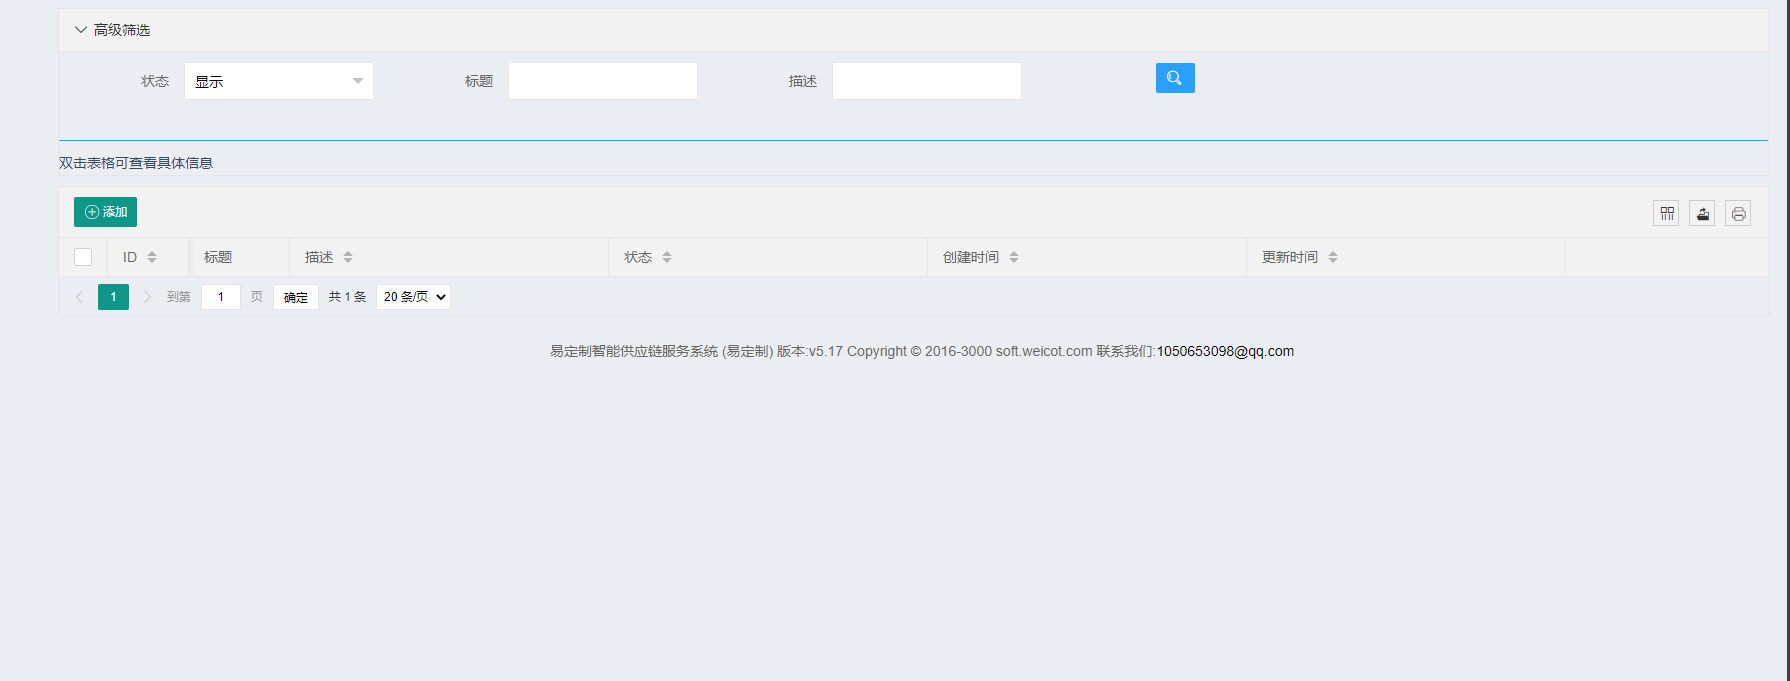 高级筛选
状态 显示 标题 描述
双击表格可查看具体信息
添加
ID 标题 描述 状态 创建时间 更新时间
1 到第 1 页 确定 共 1 条 20 条/页
易定制智能供应链服务系统 (易定制) 版本:v5.17 Copyright © 2016-3000 soft.weicot.com 联系我们:1050653098@qq.com